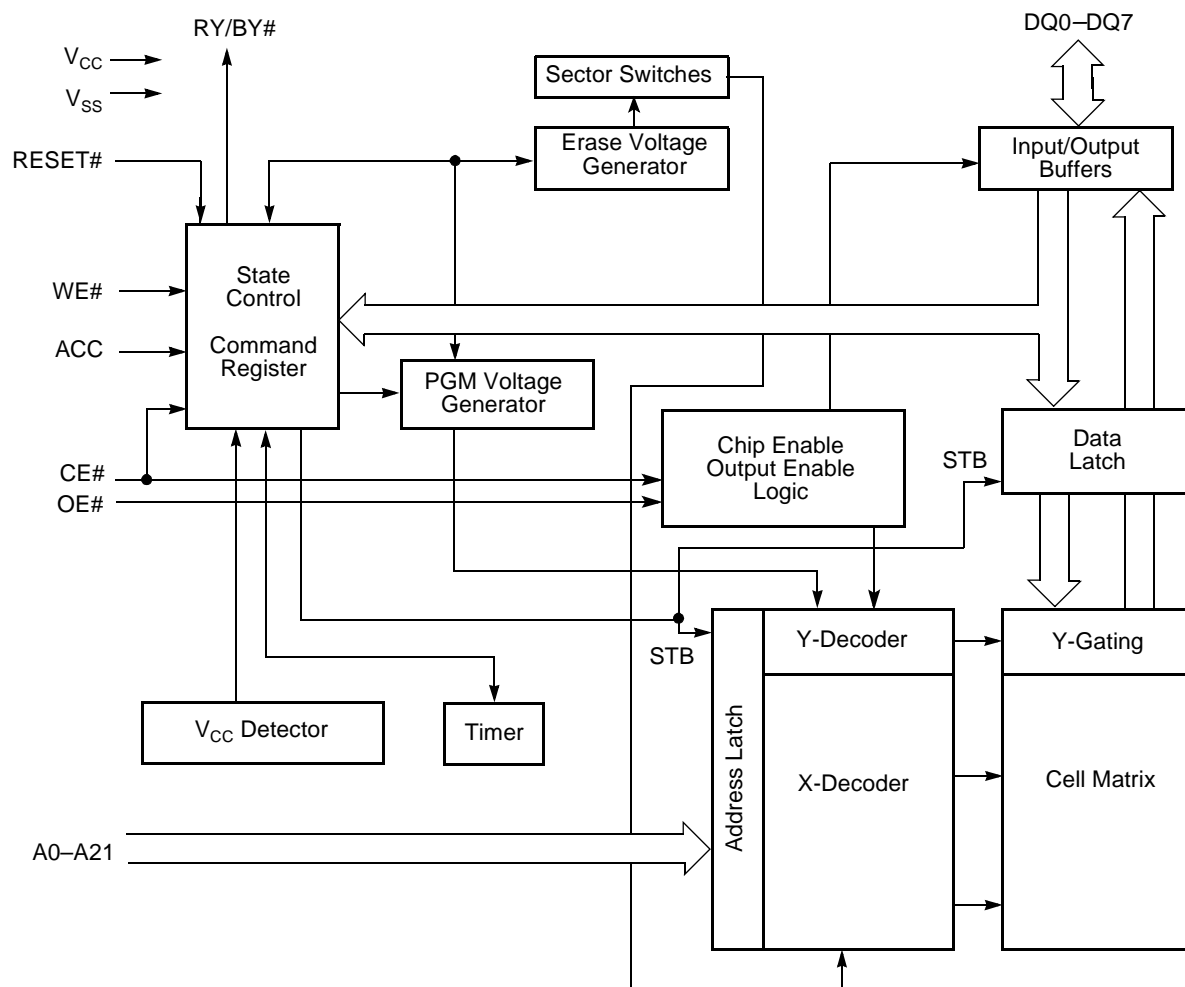 RY/BY#
DQ0–DQ7
VCC
VSS
Sector Switches
RESET#
Erase Voltage
Generator
Input/Output
Buffers
WE#
State
Control
ACC
Command
Register
PGM Voltage
Generator
CE#
OE#
Chip Enable
Output Enable
Logic
STB
Data
Latch
STB
Y-Decoder
Y-Gating
VCC Detector
Timer
Address Latch
X-Decoder
Cell Matrix
A0–A21